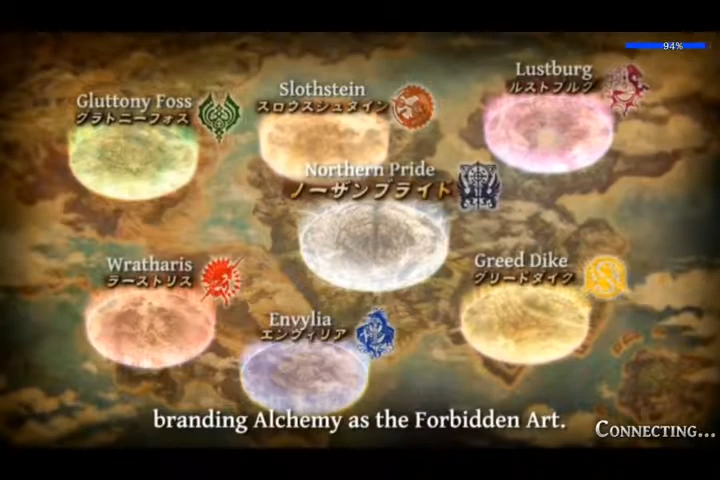 94%
Lustburg
ルストブルク
Slothstein
スロウスシュタイン
Gluttony Foss
グラトニーフォス
Northern Pride
ノーザンブライド
Greed Dike
グリードダイク
Wratharis
ラーストリス
Envylia
エンヴィリア
branding Alchemy as the Forbidden Art.
CONNECTING...